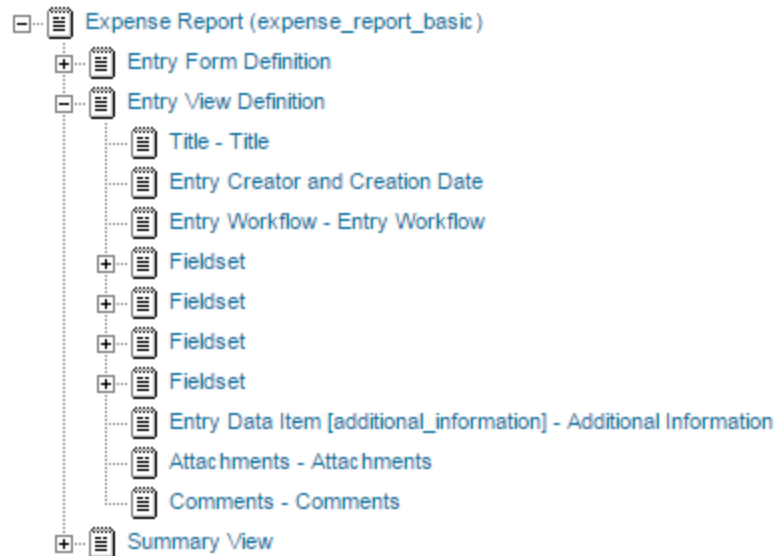 Expense Report (expense_report_basic)
Entry Form Definition
Entry View Definition
Title - Title
Entry Creator and Creation Date
Entry Workflow - Entry Workflow
Fieldset
Fieldset
Fieldset
Fieldset
Entry Data Item [additional_information] - Additional Information
Attachments - Attachments
Comments - Comments
Summary View